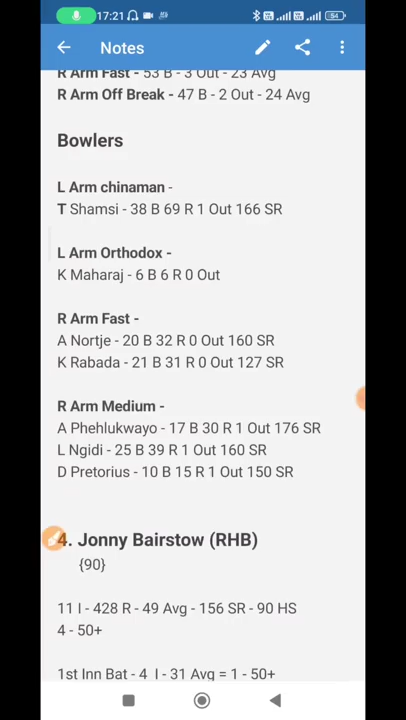 17:21
Notes
R Arm Fast - 53 B - 3 Out - 23 Avg
R Arm Off Break - 47 B - 2 Out - 24 Avg
Bowlers
L Arm chinaman -
T Shamsi - 38 B 69 R 1 Out 166 SR
L Arm Orthodox -
K Maharaj - 6 B 6 R 0 Out
R Arm Fast -
A Nortje - 20 B 32 R 0 Out 160 SR
K Rabada - 21 B 31 R 0 Out 127 SR
R Arm Medium -
A Phehlukwayo - 17 B 30 R 1 Out 176 SR
L Ngidi - 25 B 39 R 1 Out 160 SR
D Pretorius - 10 B 15 R 1 Out 150 SR
4. Jonny Bairstow (RHB)
{90}
11 I - 428 R - 49 Avg - 156 SR - 90 HS
4 - 50+
1st Inn Bat - 4 I - 31 Avg = 1 - 50+